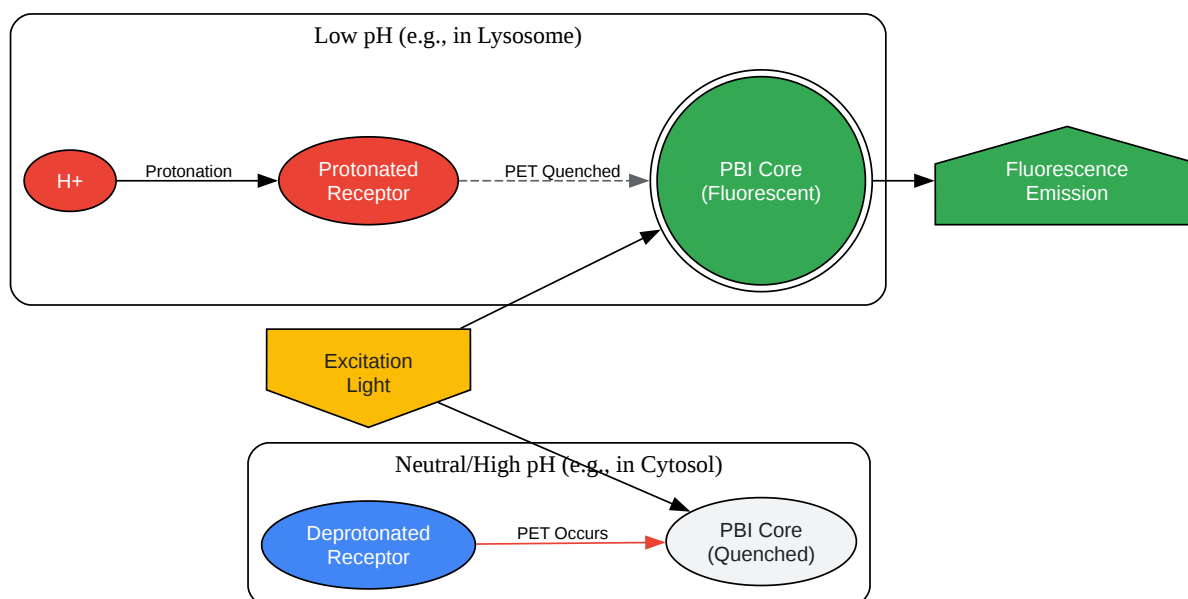 Low pH (e.g., in Lysosome)
H+
Protonation
Protonated
Receptor
PET Quenched
PBI Core
(Fluorescent)
Fluorescence
Emission
Excitation
Light
Neutral/High pH (e.g., in Cytosol)
Deprotonated
Receptor
PET Occurs
PBI Core
(Quenched)